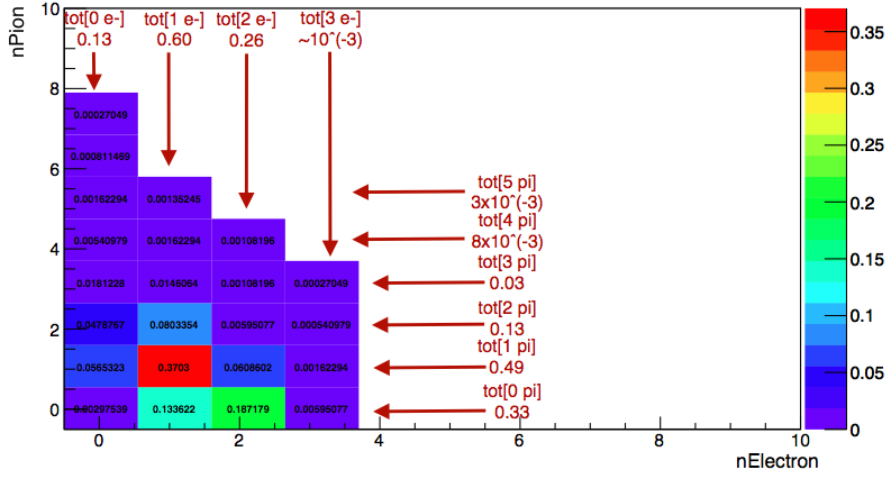 nPion
10
8
6
4
2
0
tot[0 e-] tot[1 e-] tot[2 e-] tot[3 e-]
0.13 0.60 0.26 ~10^(-3)
0.00027049
0.000811469
0.00162294 0.00135245
0.00540979 0.00162294 0.00108196
0.0181228 0.0146064 0.00108196 0.00027049
0.0478767 0.0803354 0.00595077 0.000540979
0.0565323 0.3703 0.0608602 0.00162294
0.00297539 0.133622 0.187179 0.00595077
tot[5 pi]
3x10^(-3)
tot[4 pi]
8x10^(-3)
tot[3 pi]
0.03
tot[2 pi]
0.13
tot[1 pi]
0.49
tot[0 pi]
0.33
0 2 4 6 8 10
nElectron
0.35
0.3
0.25
0.2
0.15
0.1
0.05
0